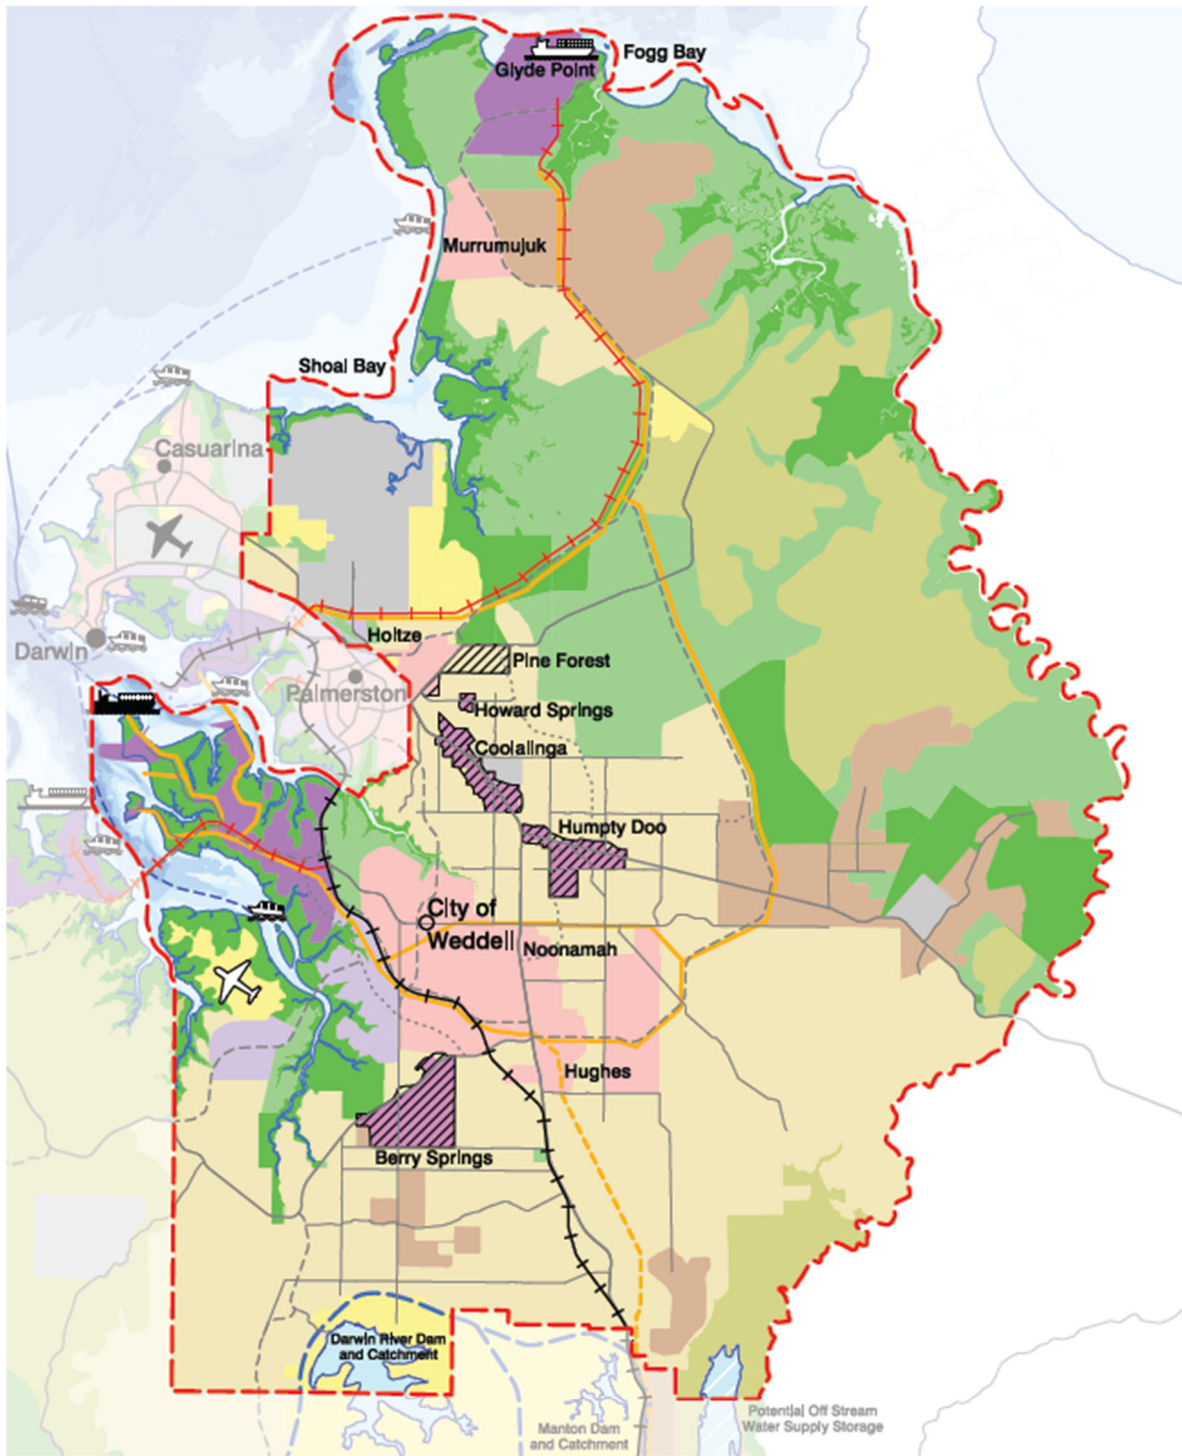 Fogg Bay
Glyde Point
Murrumujuk
Shoal Bay
Casuarina
Darwin
Holtze
Pine Forest
Palmerston
Howard Springs
Coolalinga
Humpty Doo
City of
Weddell
Noonamah
Hughes
Berry Springs
Darwin River Dam
and Catchment
Potential Off Stream
Water Supply Storage
Manton Dam
and Catchment